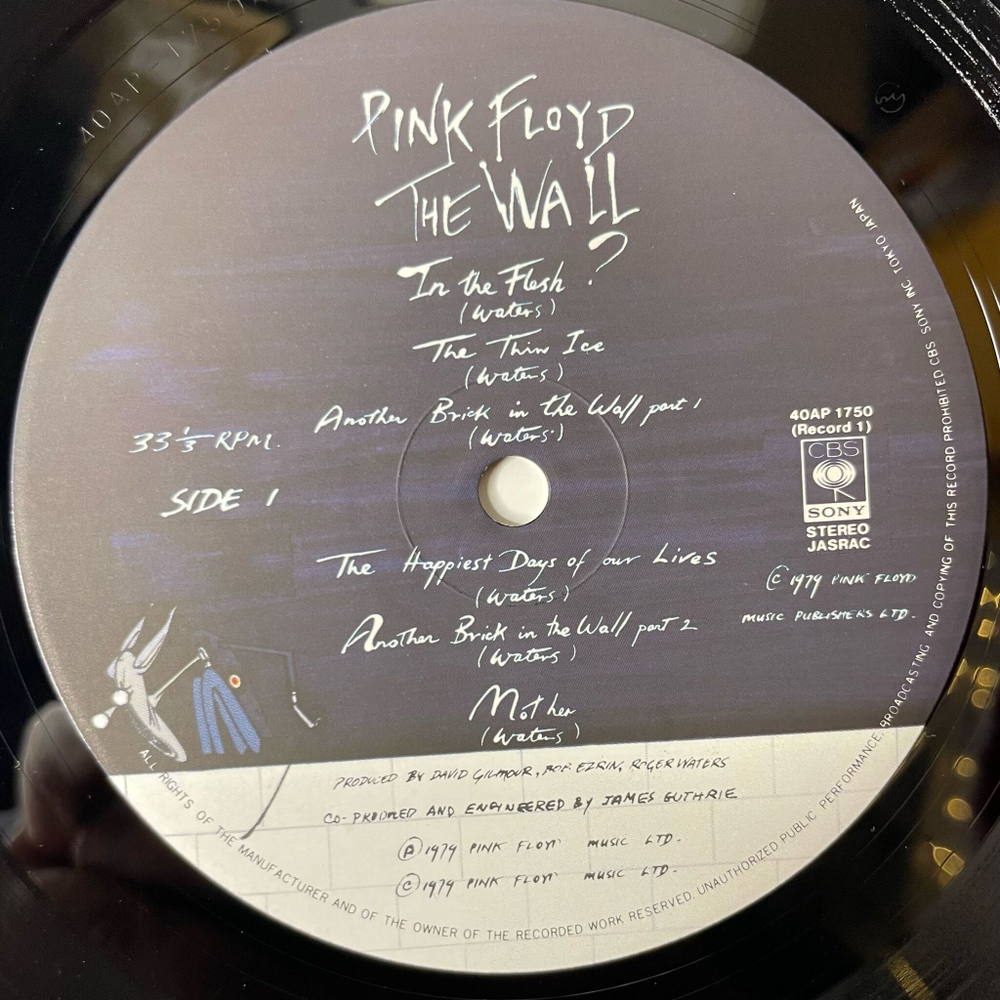 40AP-1750
PINK FLOYD
THE WALL
In the Flesh ?
(Waters)
The Thin Ice
(Waters)
Another Brick in the Wall part 1
(Waters)
33 1/3 RPM.
SIDE 1
40AP 1750
(Record 1)
CBS
SONY
STEREO
JASRAC
The Happiest Days of our Lives
(Waters)
Ⓒ 1979 PINK FLOYD
MUSIC PUBLISHERS LTD.
Another Brick in the Wall part 2
(Waters)
Mother
(Waters)
PRODUCED BY DAVID GILMOUR, BOB EZRIN, ROGER WATERS
CO-PRODUCED AND ENGINEERED BY JAMES GUTHRIE
Ⓟ 1979 PINK FLOYD MUSIC LTD.
Ⓒ 1979 PINK FLOYD MUSIC LTD.
ALL RIGHTS OF THE MANUFACTURER AND OF THE OWNER OF THE RECORDED WORK RESERVED. UNAUTHORIZED PUBLIC PERFORMANCE, BROADCASTING AND COPYING OF THIS RECORD PROHIBITED CBS SONY INC. TOKYO JAPAN